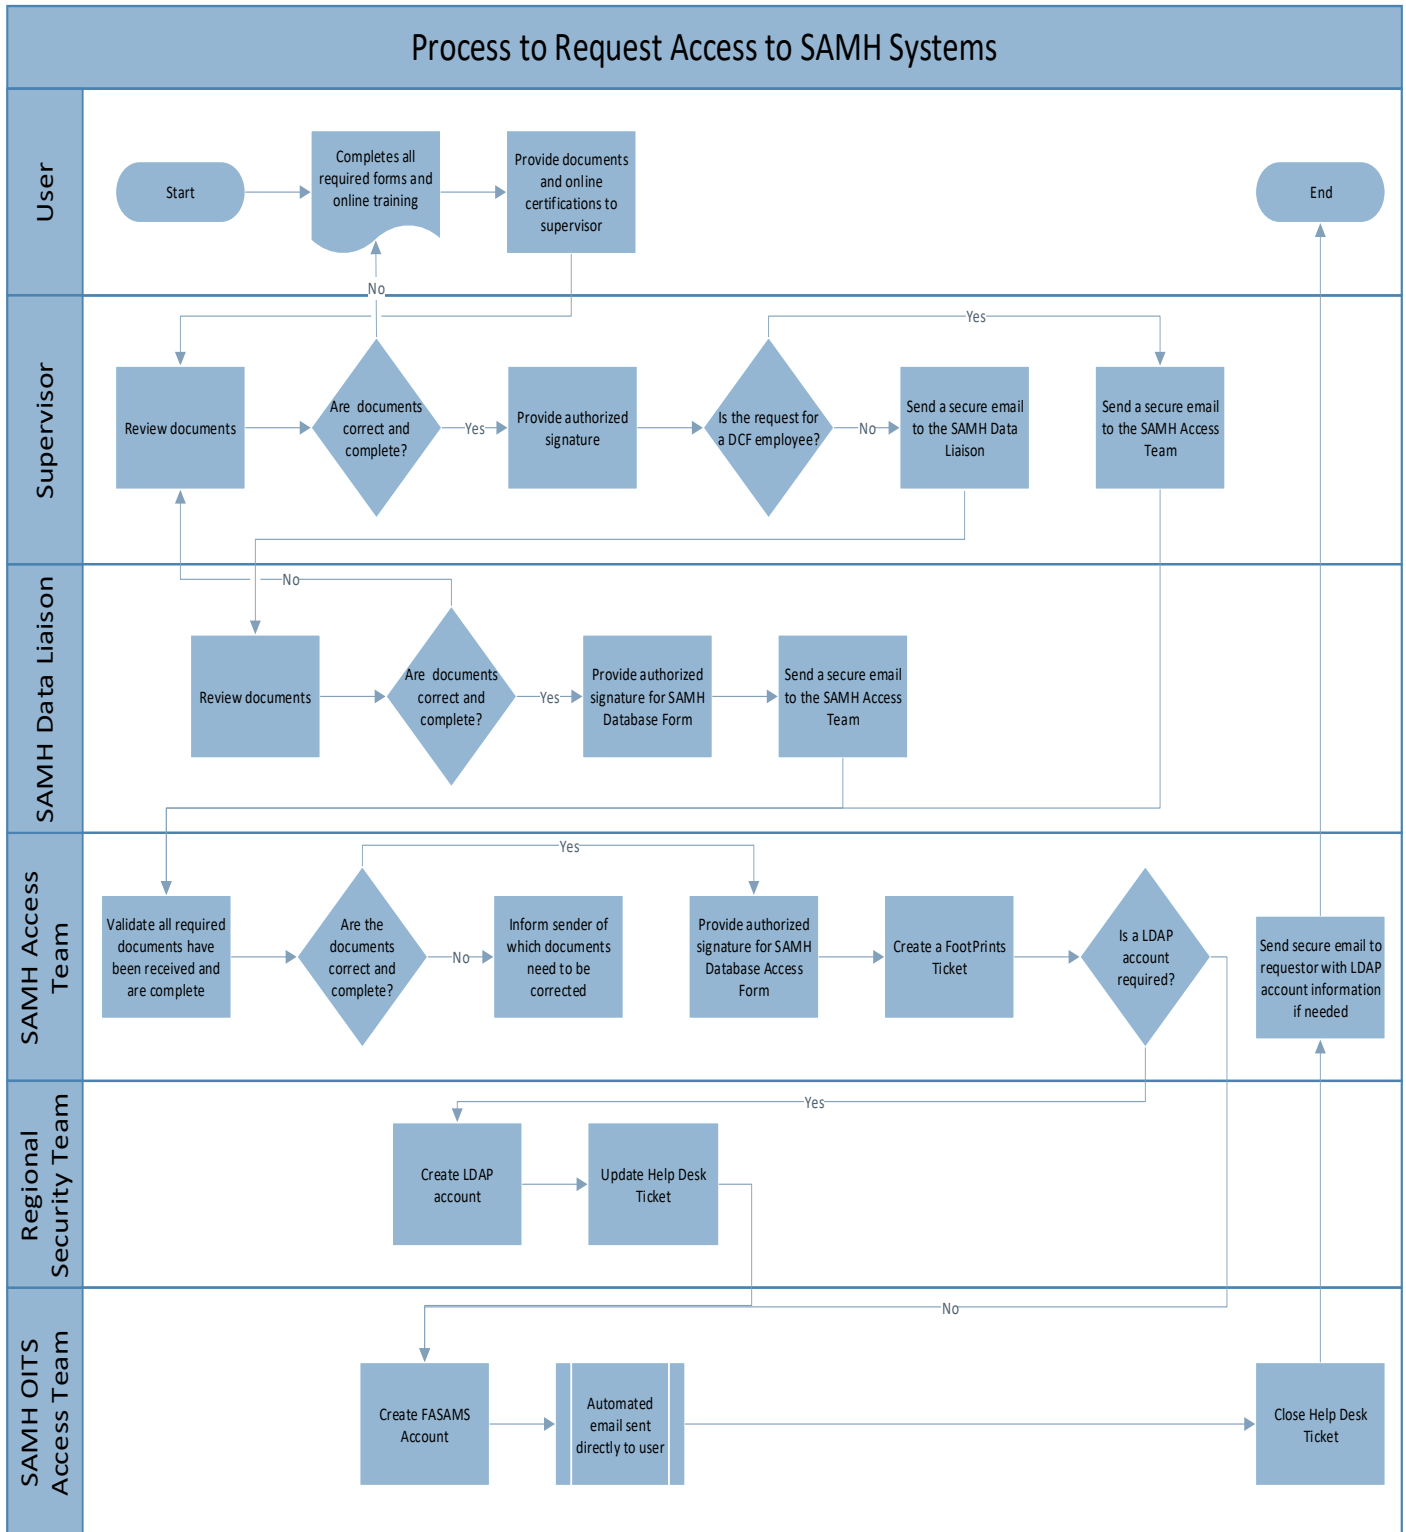 Process to Request Access to SAMH Systems
User
Start
Completes all
required forms and
online training
Provide documents
and online
certifications to
supervisor
End
No
Supervisor
Yes
Review documents
Are documents
correct and
complete?
Yes
Provide authorized
signature
Is the request for
a DCF employee?
No
Send a secure email
to the SAMH Data
Liaison
Send a secure email
to the SAMH Access
Team
SAMH Data Liaison
No
Review documents
Are documents
correct and
complete?
Yes
Provide authorized
signature for SAMH
Database Form
Send a secure email
to the SAMH Access
Team
SAMH Access
Team
Yes
Validate all required
documents have
been received and
are complete
Are the
documents
correct and
complete?
No
Inform sender of
which documents
need to be
corrected
Provide authorized
signature for SAMH
Database Access
Form
Create a FootPrints
Ticket
Is a LDAP
account
required?
Send secure email to
requestor with LDAP
account information
if needed
Regional
Security Team
Yes
Create LDAP
account
Update Help Desk
Ticket
SAMH OITS
Access Team
No
Create FASAMS
Account
Automated
email sent
directly to user
Close Help Desk
Ticket